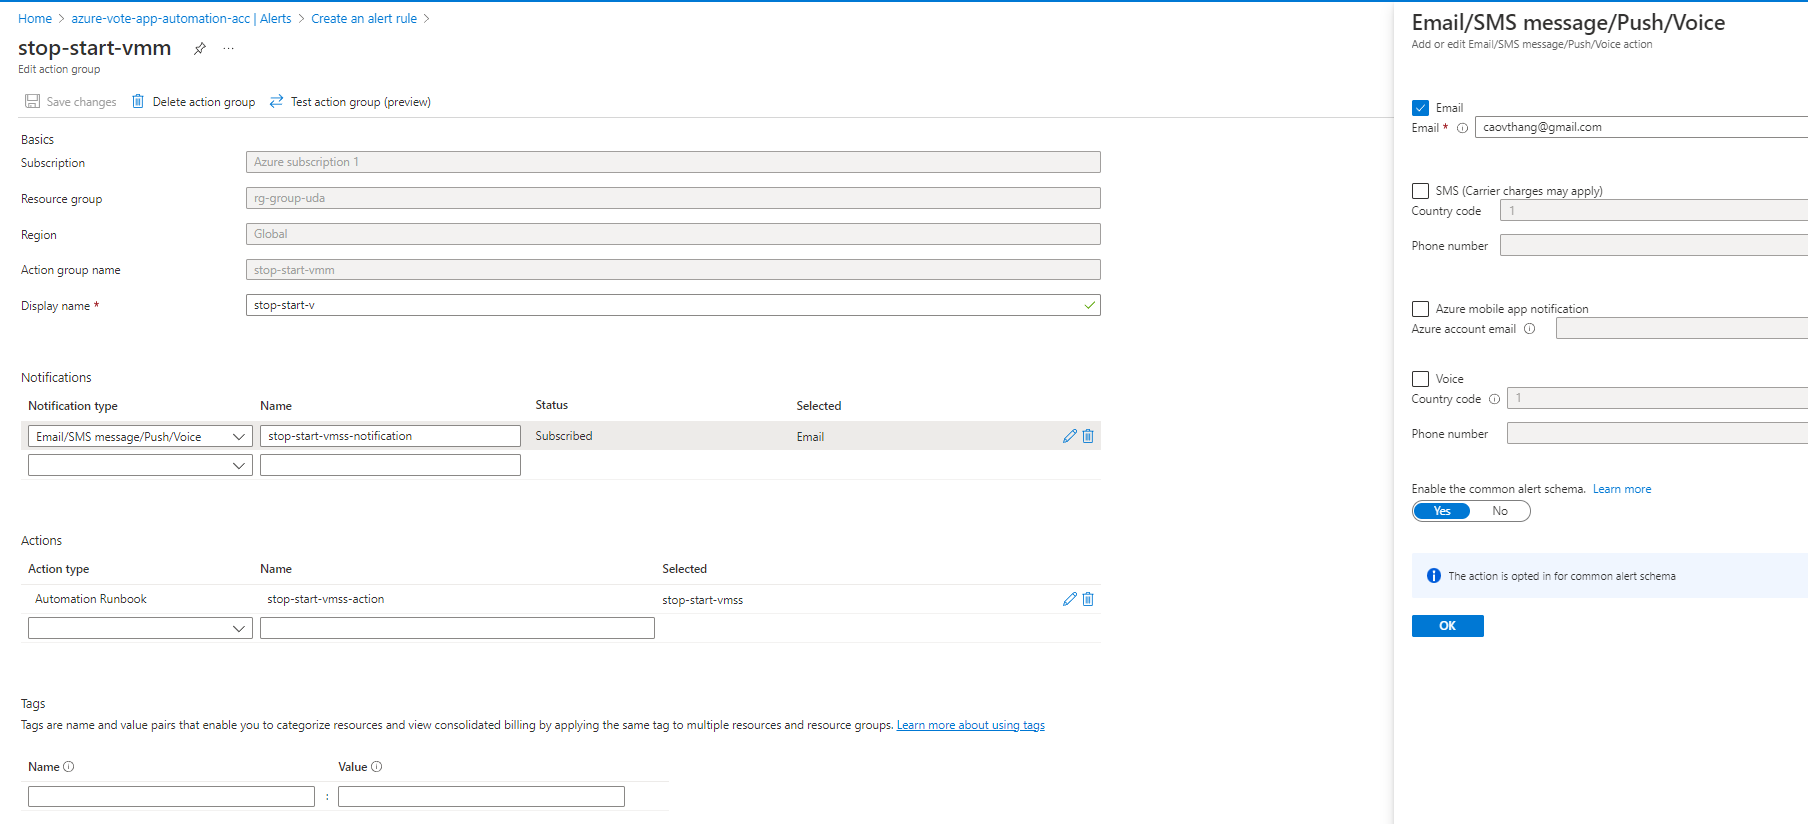 Home > azure-vote-app-automation-acc | Alerts > Create an alert rule >
stop-start-vmm ...
Edit action group
Save changes Delete action group Test action group (preview)
Basics
Subscription Azure subscription 1
Resource group rg-group-uda
Region Global
Action group name stop-start-vmm
Display name * stop-start-v
Notifications
Notification type Name Status Selected
Email/SMS message/Push/Voice stop-start-vmss-notification Subscribed Email
Actions
Action type Name Selected
Automation Runbook stop-start-vmss-action stop-start-vmss
Tags
Tags are name and value pairs that enable you to categorize resources and view consolidated billing by applying the same tag to multiple resources and resource groups. Learn more about using tags
Name Value
:
Email/SMS message/Push/Voice
Add or edit Email/SMS message/Push/Voice action
Email
Email * caovthang@gmail.com
SMS (Carrier charges may apply)
Country code 1
Phone number
Azure mobile app notification
Azure account email
Voice
Country code 1
Phone number
Enable the common alert schema. Learn more
Yes No
The action is opted in for common alert schema
OK